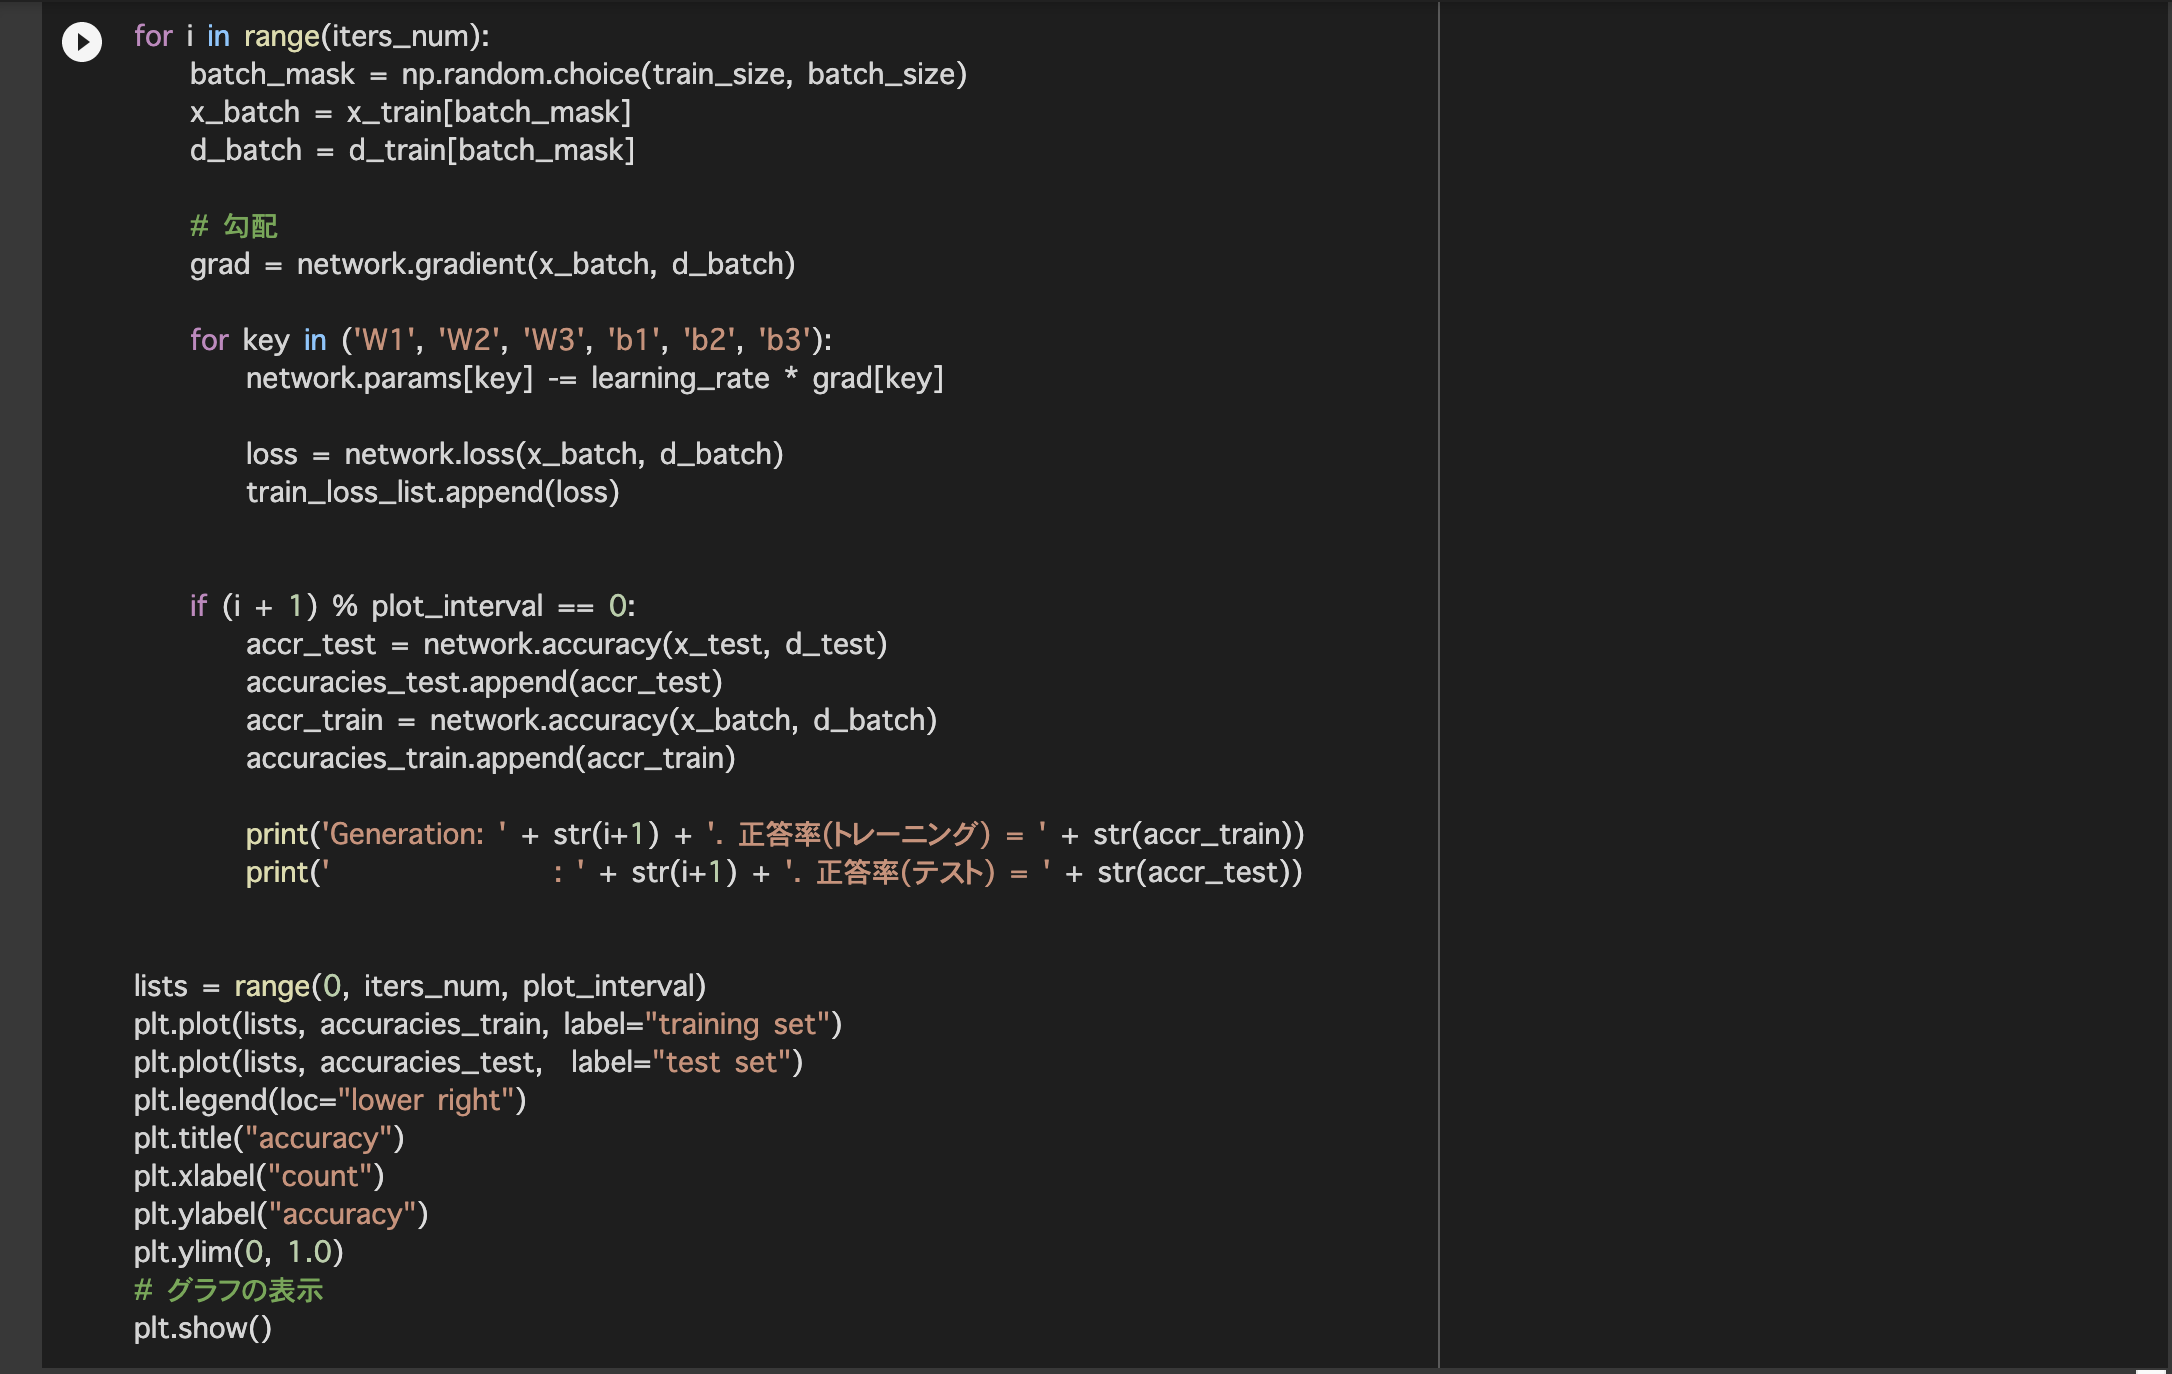 for i in range(iters_num):
    batch_mask = np.random.choice(train_size, batch_size)
    x_batch = x_train[batch_mask]
    d_batch = d_train[batch_mask]
    # 勾配
    grad = network.gradient(x_batch, d_batch)
    for key in ('W1', 'W2', 'W3', 'b1', 'b2', 'b3'):
        network.params[key] -= learning_rate * grad[key]
        loss = network.loss(x_batch, d_batch)
        train_loss_list.append(loss)
    if (i + 1) % plot_interval == 0:
        accr_test = network.accuracy(x_test, d_test)
        accuracies_test.append(accr_test)
        accr_train = network.accuracy(x_batch, d_batch)
        accuracies_train.append(accr_train)
        print('Generation: ' + str(i+1) + '. 正答率(トレーニング) = ' + str(accr_train))
        print('                : ' + str(i+1) + '. 正答率(テスト) = ' + str(accr_test))
lists = range(0, iters_num, plot_interval)
plt.plot(lists, accuracies_train, label="training set")
plt.plot(lists, accuracies_test,  label="test set")
plt.legend(loc="lower right")
plt.title("accuracy")
plt.xlabel("count")
plt.ylabel("accuracy")
plt.ylim(0, 1.0)
# グラフの表示
plt.show()